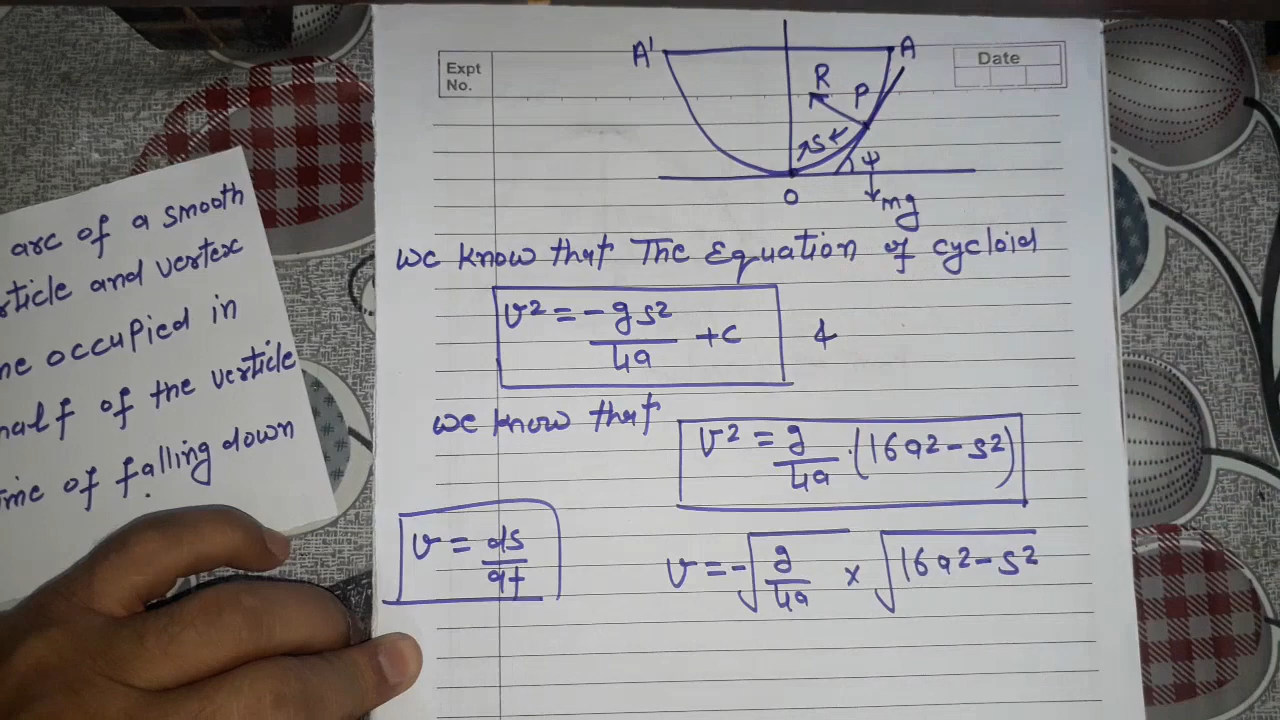 arc of a smooth
rticle and vertex
ne occupied in
half of the verticle
ime of falling down
Expt
No.
Date
A'
A
R
P
S
ψ
O
mg
we know that The Equation of cycloid
v² = -gs²/4a + c &
we know that
v² = g/4a · (16a² - s²)
v = ds/dt
v = -√g/4a × √16a² - s²